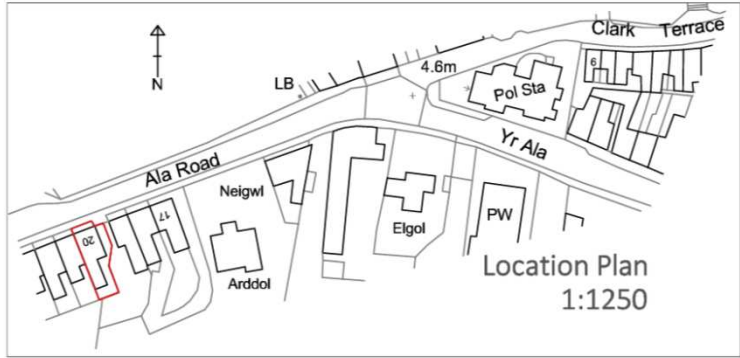 Clark Terrace
N
LB
4.6m
9
Pol Sta
Ala Road
Yr Ala
Neigwl
17
20
Elgol
PW
Arddol
Location Plan
1:1250